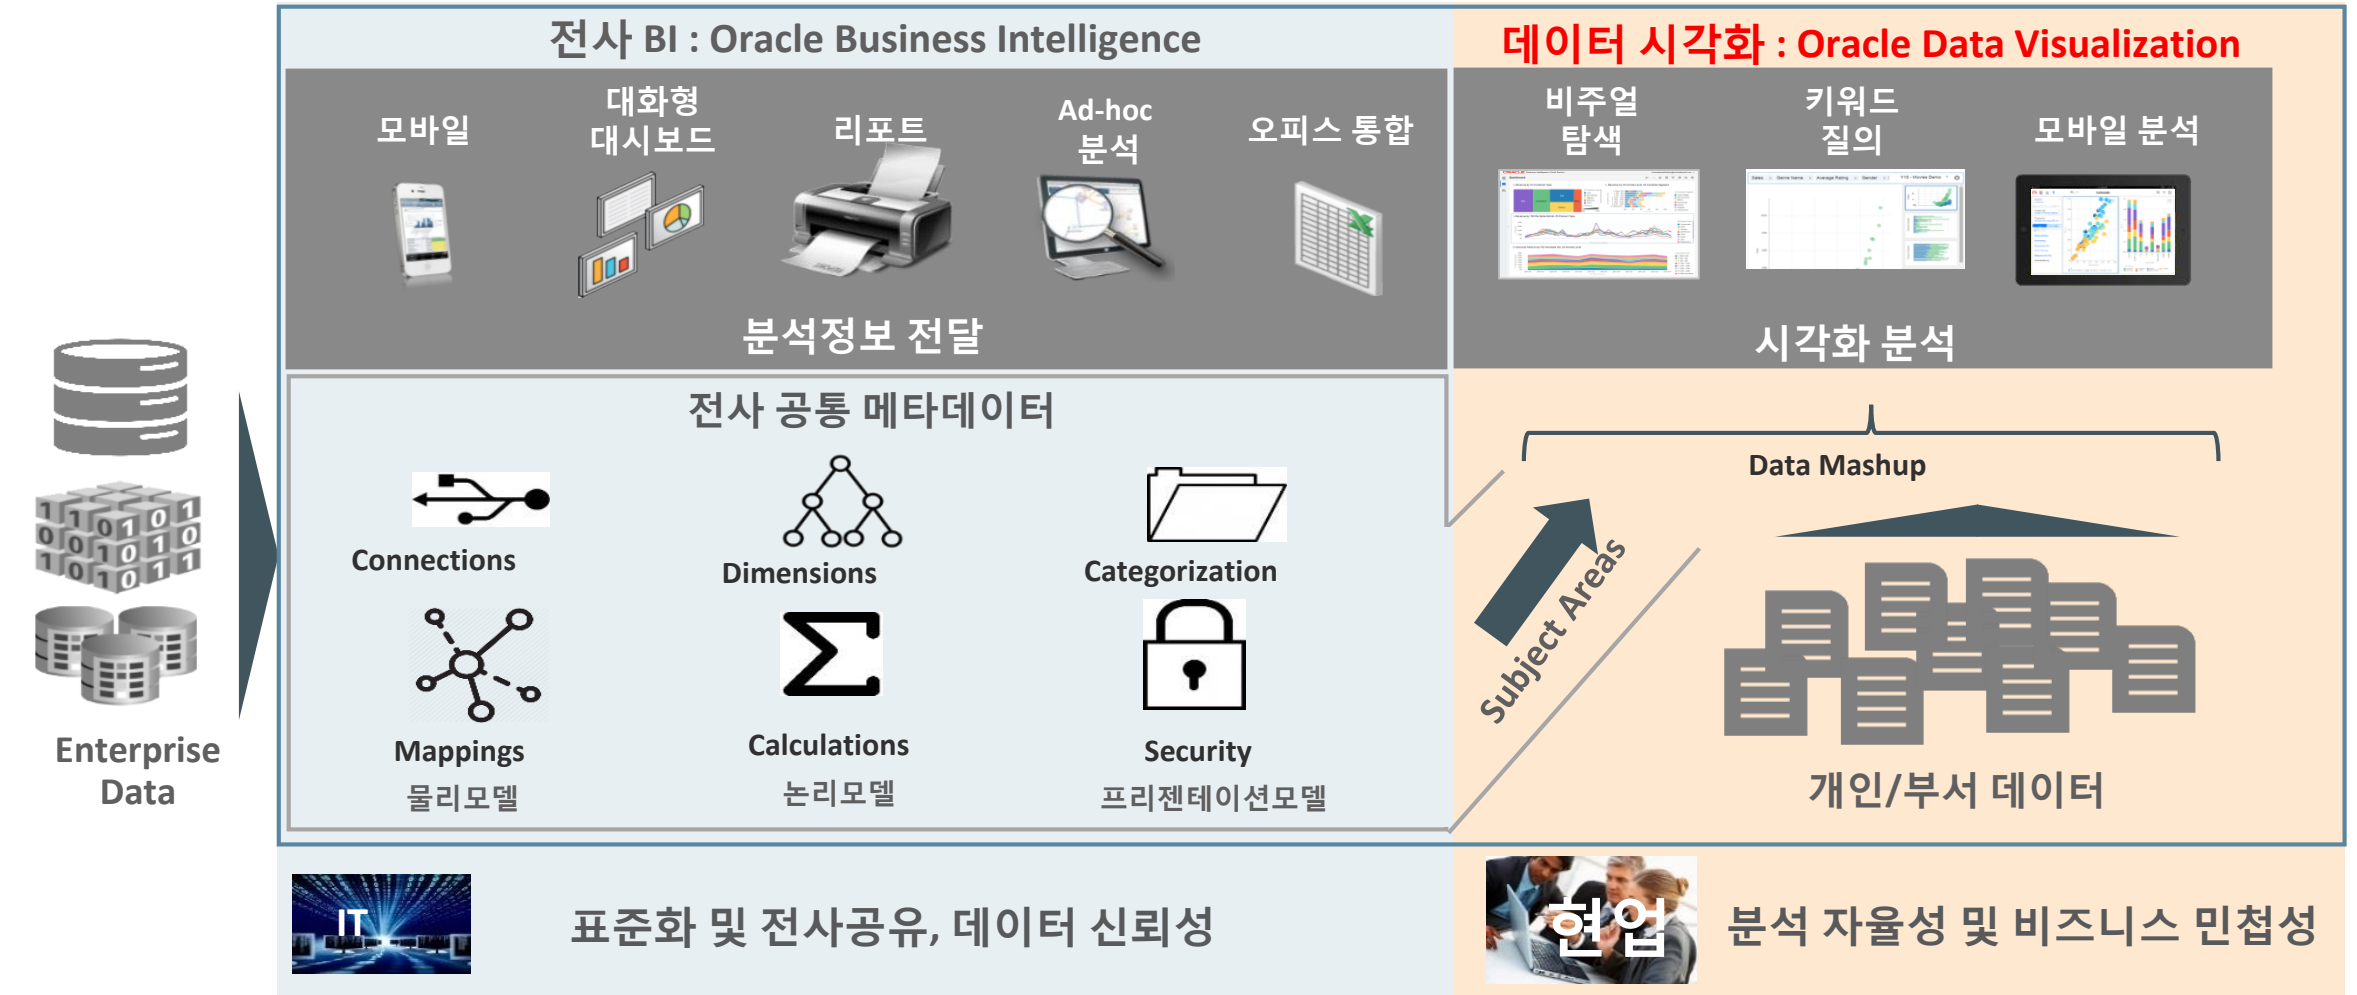 전사 BI : Oracle Business Intelligence
모바일
대화형
대시보드
리포트
Ad-hoc
분석
오피스 통합
분석정보 전달
데이터 시각화 : Oracle Data Visualization
비주얼
탐색
키워드
질의
모바일 분석
시각화 분석
Enterprise
Data
전사 공통 메타데이터
Connections
Dimensions
Categorization
Mappings
물리모델
Calculations
논리모델
Security
프리젠테이션모델
Data Mashup
Subject Areas
개인/부서 데이터
IT
표준화 및 전사공유, 데이터 신뢰성
현업
분석 자율성 및 비즈니스 민첩성